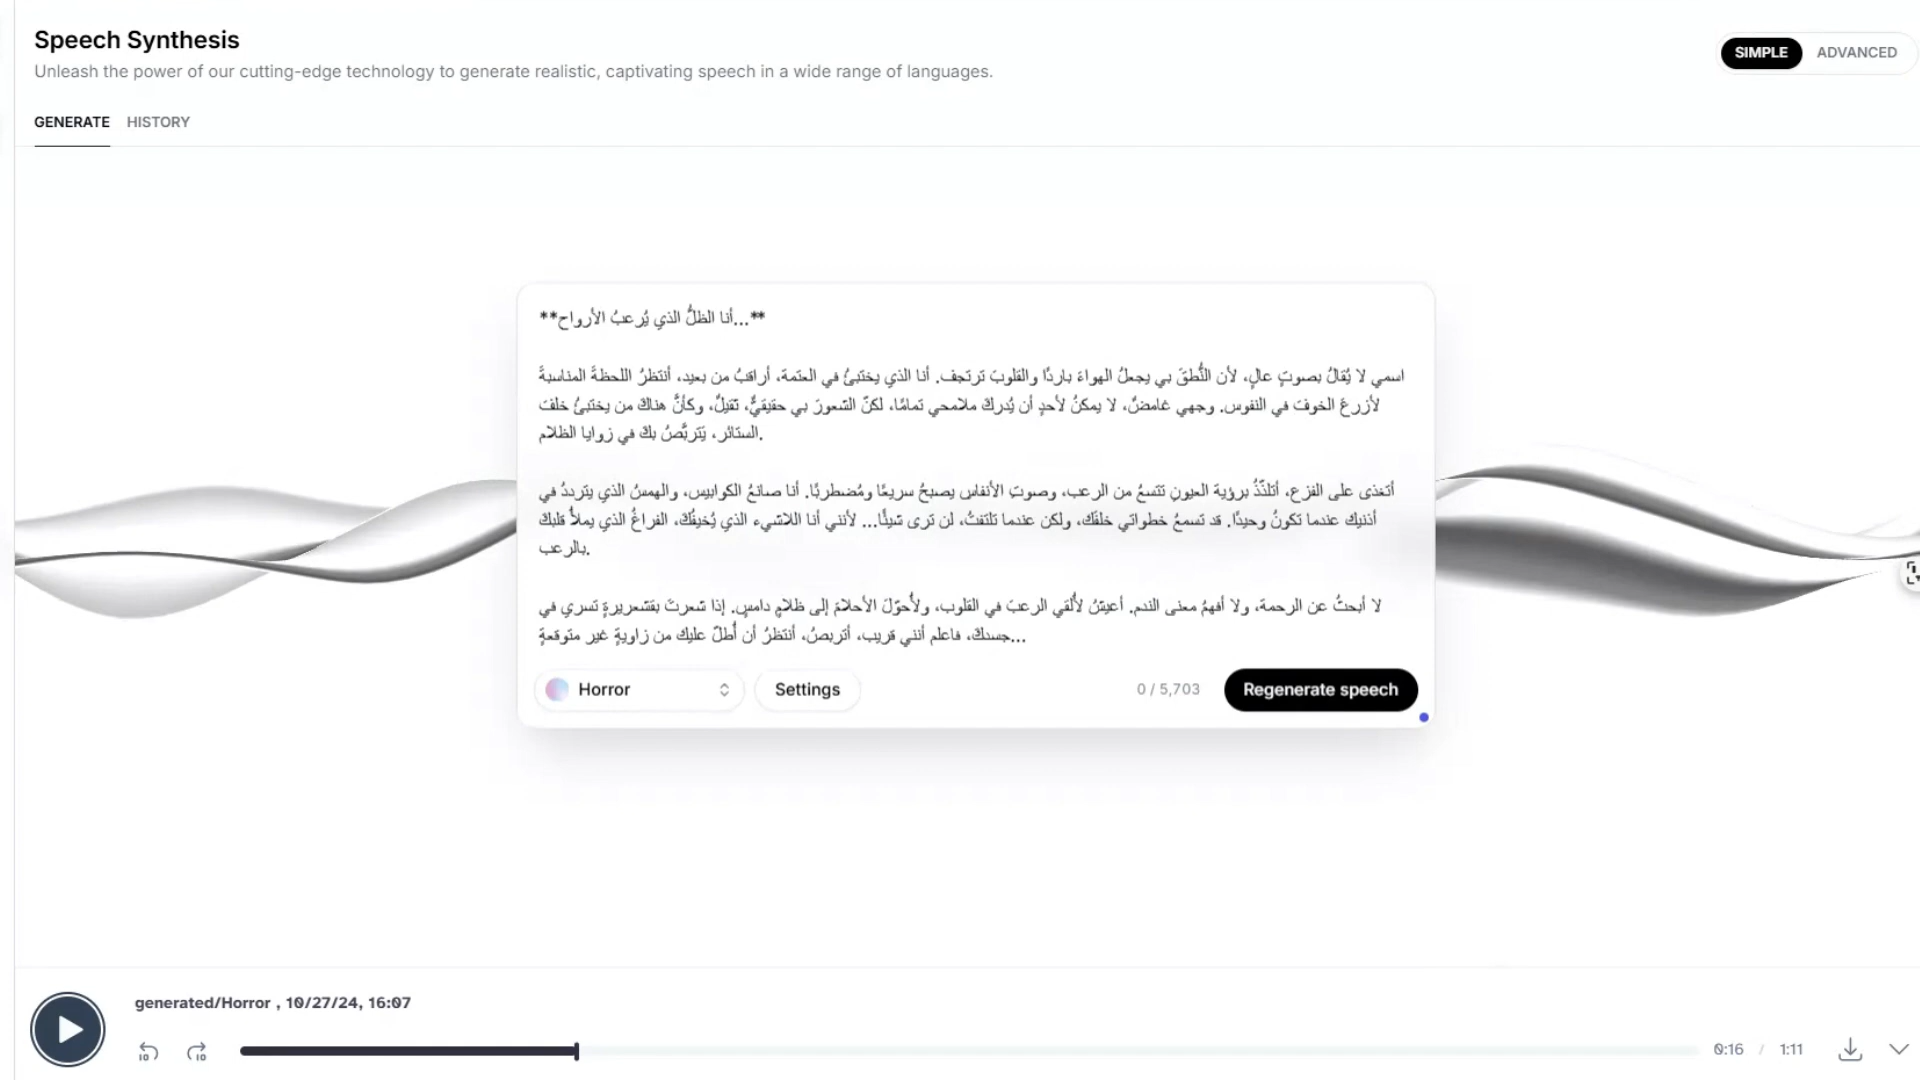 Speech Synthesis
Unleash the power of our cutting-edge technology to generate realistic, captivating speech in a wide range of languages.
SIMPLE
ADVANCED
GENERATE
HISTORY
**أنا الظلُّ الذي يُرعبُ الأرواح...**
اسمي لا يُقالُ بصوتٍ عالٍ، لأن النُّطقَ بي يجعلُ الهواءَ باردًا والقلوبَ ترتجف. أنا الذي يختبئُ في العتمة، أراقبُ من بعيد، أنتظرُ اللحظةَ المناسبةَ
لأزرعَ الخوفَ في النفوس. وجهي غامضٌ، لا يمكنُ لأحدٍ أن يُدركَ ملامحي تمامًا، لكنّ الشعورَ بي حقيقيٌّ، ثقيلٌ، وكأنَّ هناكَ من يختبئُ خلفَ
الستائر، يَتربَّصُ بكَ في زوايا الظلام.
أتغذى على الفزع، أتلذّذُ برؤية العيونِ تتسعُ من الرعب، وصوتِ الأنفاس يصبحُ سريعًا ومُضطربًا. أنا صانعُ الكوابيس، والهمسُ الذي يترددُ في
أذنيك عندما تكونُ وحيدًا. قد تسمعُ خطواتي خلفَك، ولكن عندما تلتفتُ، لن ترى شيئًا... لأنني أنا اللاشيء الذي يُخيفُكَ، الفراغُ الذي يملأُ قلبك
بالرعب.
لا أبحثُ عن الرحمة، ولا أفهمُ معنى الندم. أعيشُ لأُلقي الرعبَ في القلوب، ولأُحوّلَ الأحلامَ إلى ظلامٍ دامسٍ. إذا شعرتَ بقشعريرةٍ تسري في
جسدكَ، فاعلم أنني قريب، أتربصُ، أنتظرُ أن أُطلّ عليك من زاويةٍ غير متوقعةٍ...
Horror
Settings
0 / 5,703
Regenerate speech
generated/Horror , 10/27/24, 16:07
10
10
0:16 / 1:11